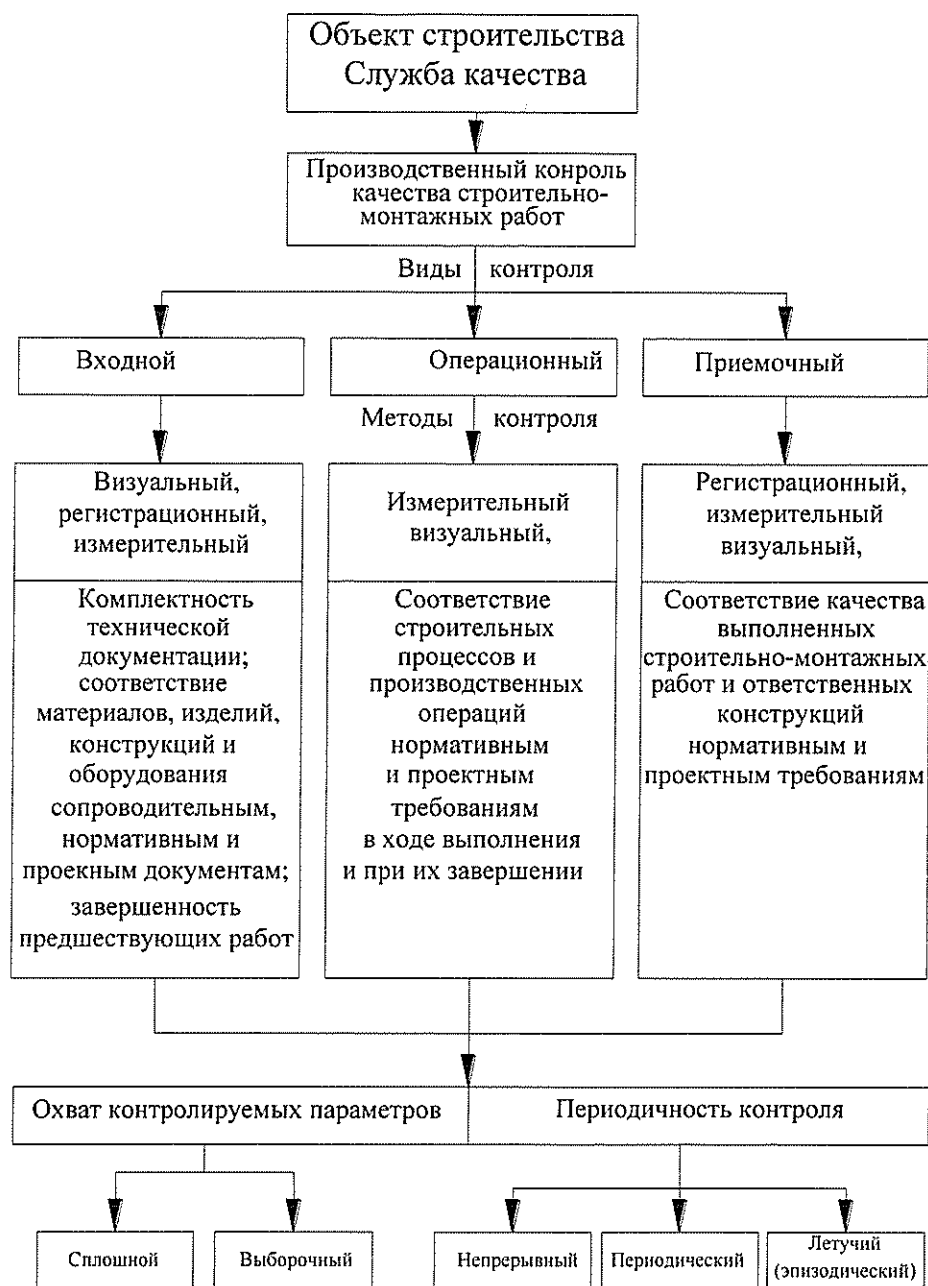 Объект строительства
Служба качества
Производственный конроль
качества строительно-
монтажных работ
Виды контроля
Входной
Операционный
Приемочный
Методы контроля
Визуальный,
регистрационный,
измерительный
Измерительный
визуальный,
Регистрационный,
измерительный
визуальный,
Комплектность
технической
документации;
соответствие
материалов, изделий,
конструкций и
оборудования
сопроводительным,
нормативным и
проекным документам;
завершенность
предшествующих работ
Соответствие
строительных
процессов и
производственных
операций
нормативным
и проектным
требованиям
в ходе выполнения
и при их завершении
Соответствие качества
выполненных
строительно-монтажных
работ и ответственных
конструкций
нормативным и
проектным требованиям
Охват контролируемых параметров
Периодичность контроля
Сплошной
Выборочный
Непрерывный
Периодический
Летучий
(эпизодический)